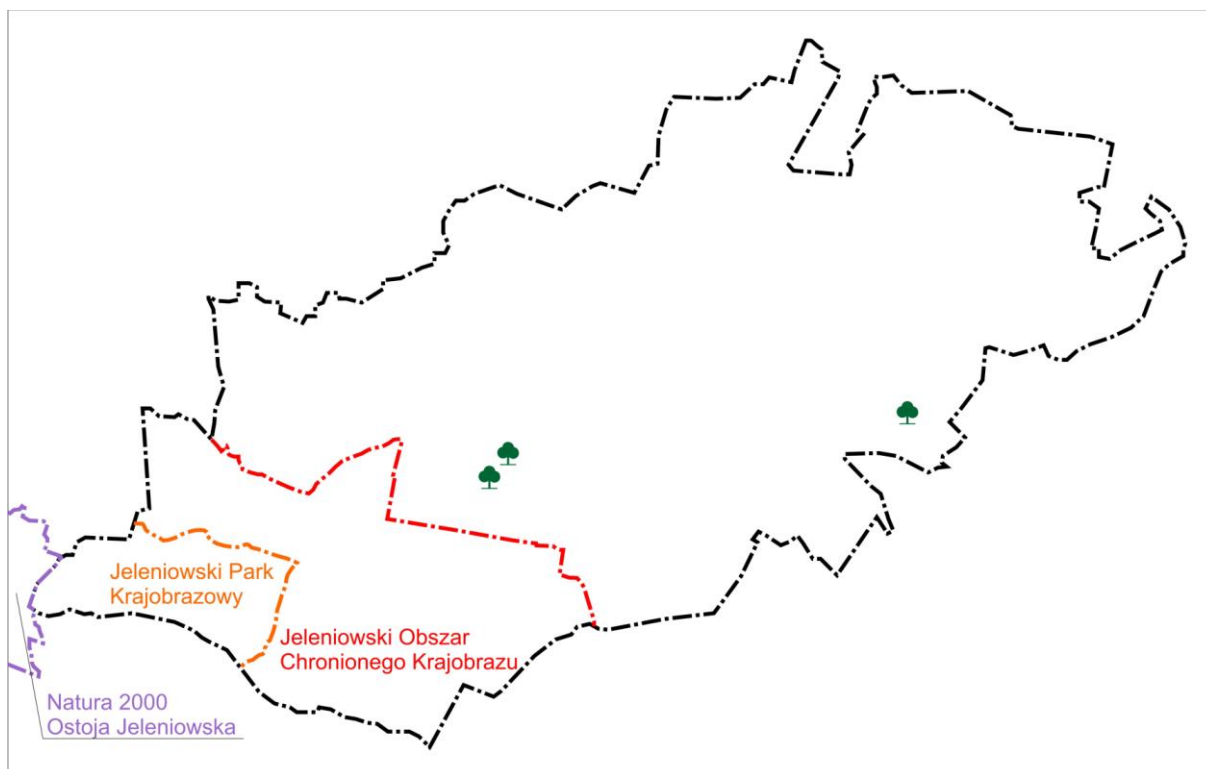 Jeleniowski Park
Krajobrazowy
Jeleniowski Obszar
Chronionego Krajobrazu
Natura 2000
Ostoja Jeleniowska